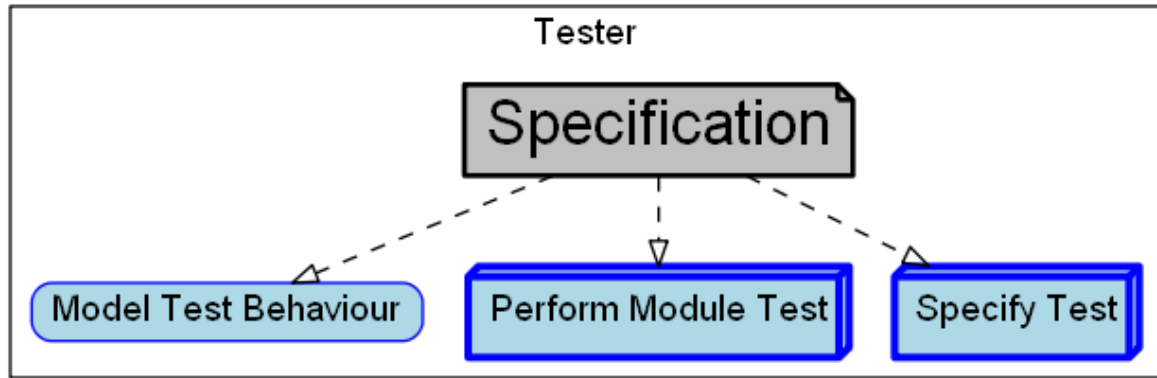 Tester
Specification
Model Test Behaviour
Perform Module Test
Specify Test